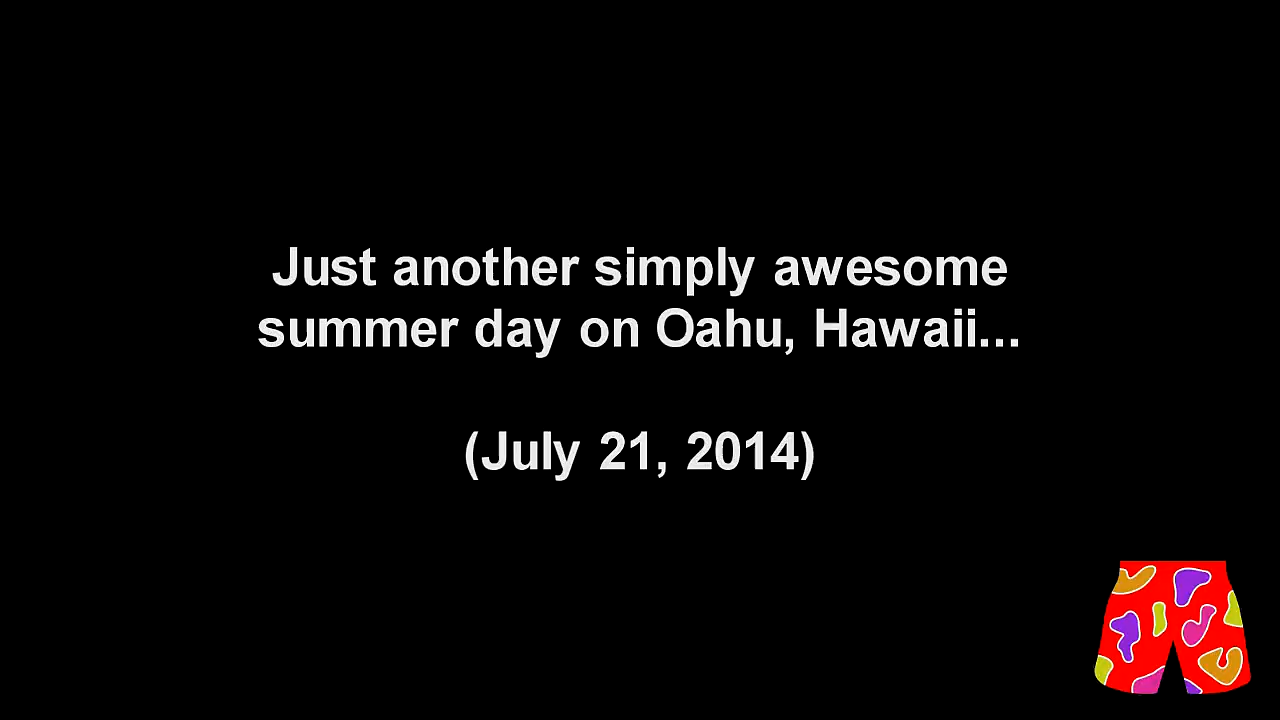 Just another simply awesome
summer day on Oahu, Hawaii...
(July 21, 2014)